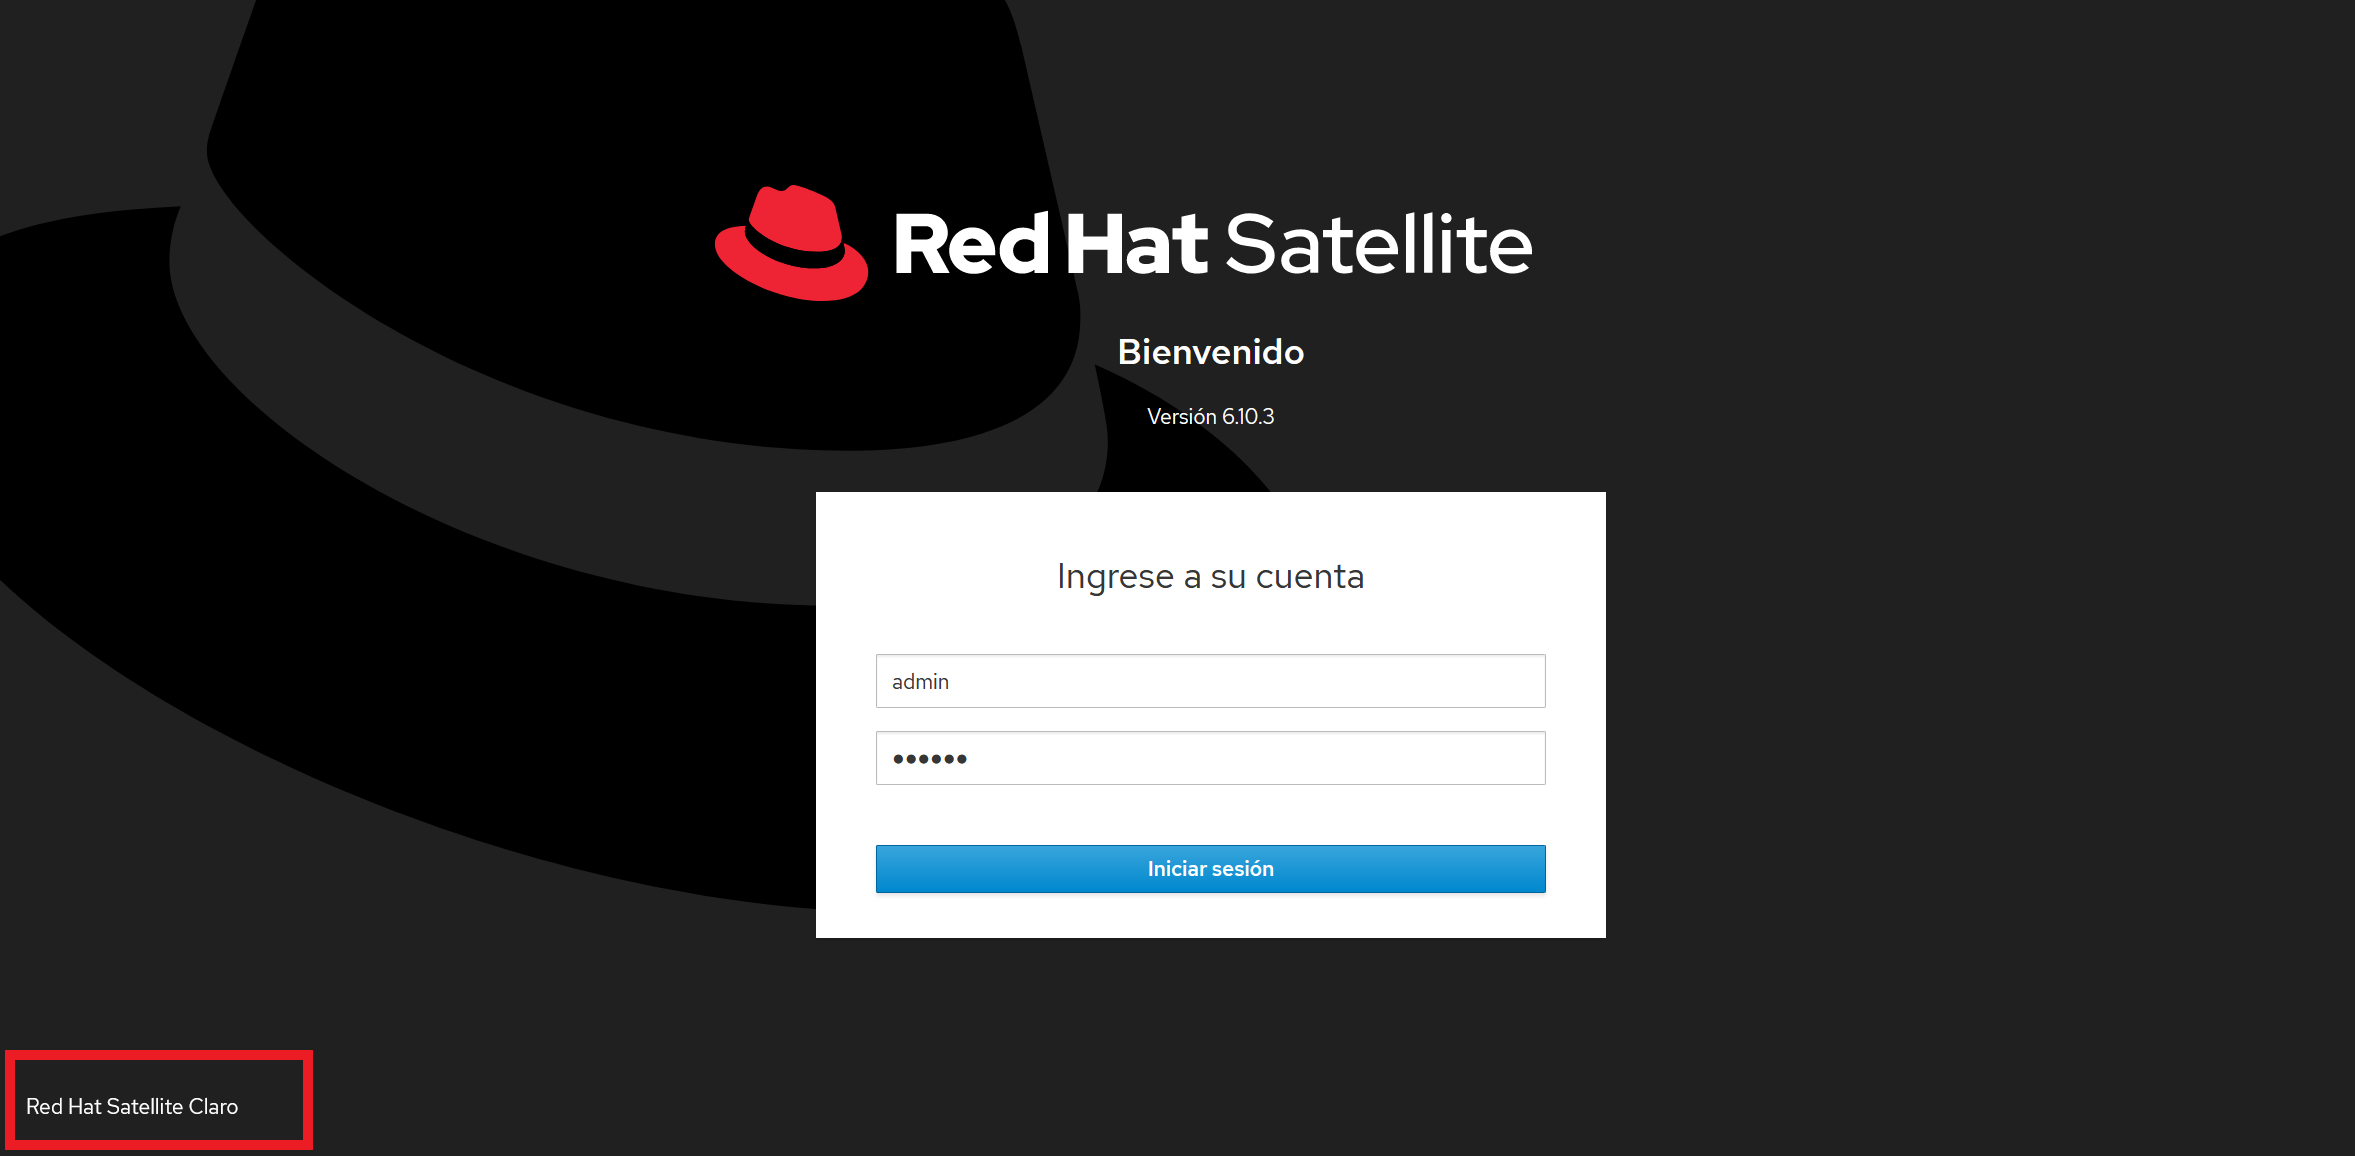 Red Hat Satellite
Bienvenido
Versión 6.10.3
Ingrese a su cuenta
admin
••••••
Iniciar sesión
Red Hat Satellite Claro